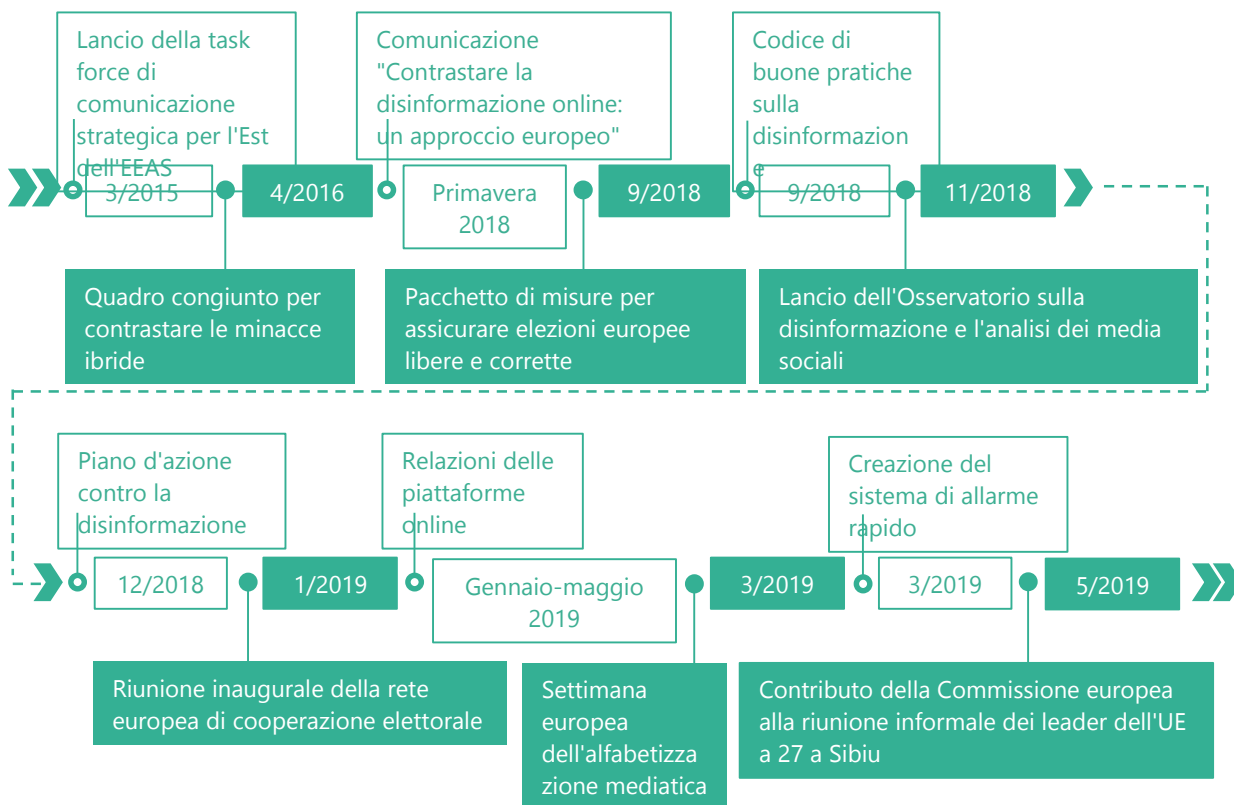 Lancio della task
force di
comunicazione
strategica per l'Est
dell'EEAS
Comunicazione
"Contrastare la
disinformazione online:
un approccio europeo"
Codice di
buone pratiche
sulla
disinformazion
e
3/2015
4/2016
Primavera
2018
9/2018
9/2018
11/2018
Quadro congiunto per
contrastare le minacce
ibride
Pacchetto di misure per
assicurare elezioni europee
libere e corrette
Lancio dell'Osservatorio sulla
disinformazione e l'analisi dei media
sociali
Piano d'azione
contro la
disinformazione
Relazioni delle
piattaforme
online
Creazione del
sistema di allarme
rapido
12/2018
1/2019
Gennaio-maggio
2019
3/2019
3/2019
5/2019
Riunione inaugurale della rete
europea di cooperazione elettorale
Settimana
europea
dell'alfabetizza
zione mediatica
Contributo della Commissione europea
alla riunione informale dei leader dell'UE
a 27 a Sibiu